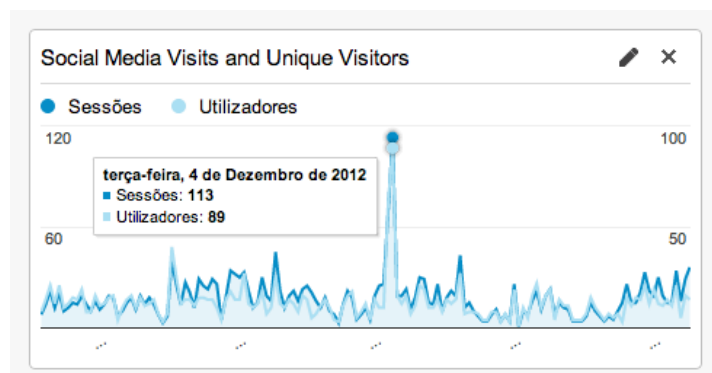 Social Media Visits and Unique Visitors
Sessões Utilizadores
120 100
terça-feira, 4 de Dezembro de 2012
Sessões: 113
Utilizadores: 89
60 50
... ... ... ... ...